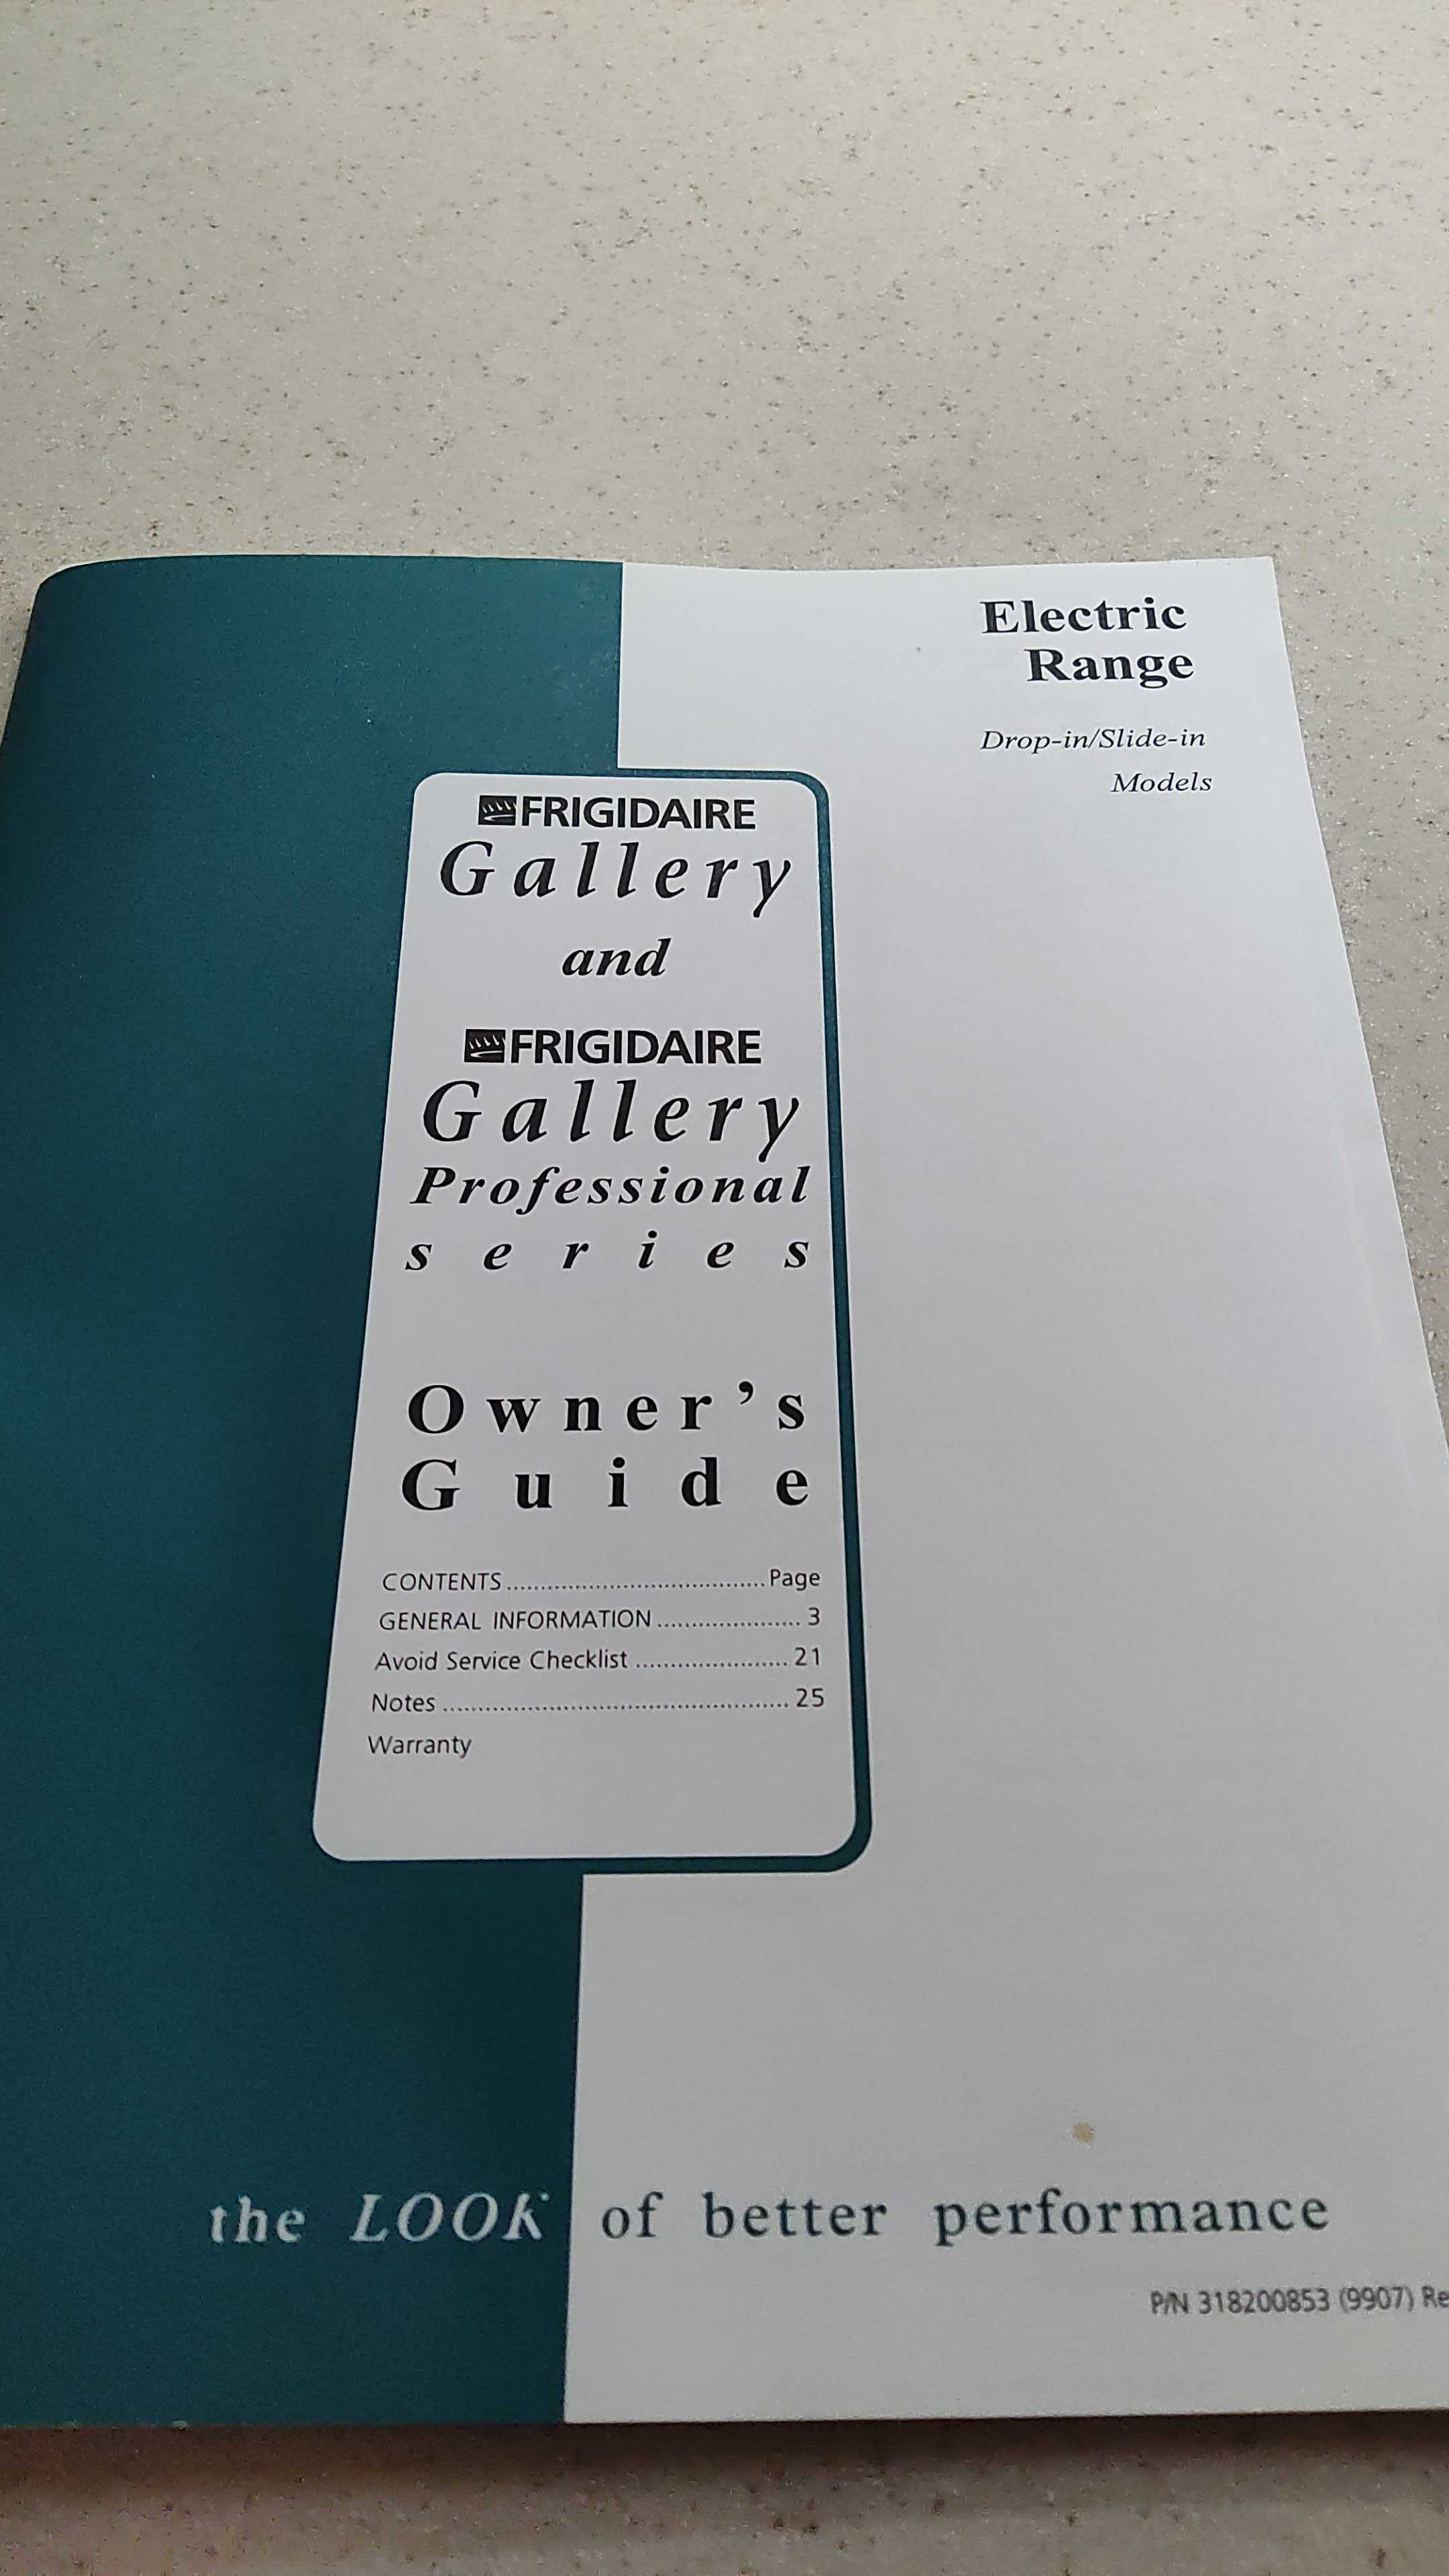 Electric
Range
Drop-in/Slide-in
Models
FRIGIDAIRE
Gallery
and
FRIGIDAIRE
Gallery
Professional
series
Owner's
Guide
CONTENTS.......................................Page
GENERAL INFORMATION...................... 3
Avoid Service Checklist ....................... 21
Notes .................................................... 25
Warranty
the LOOK of better performance
P/N 318200853 (9907) Re